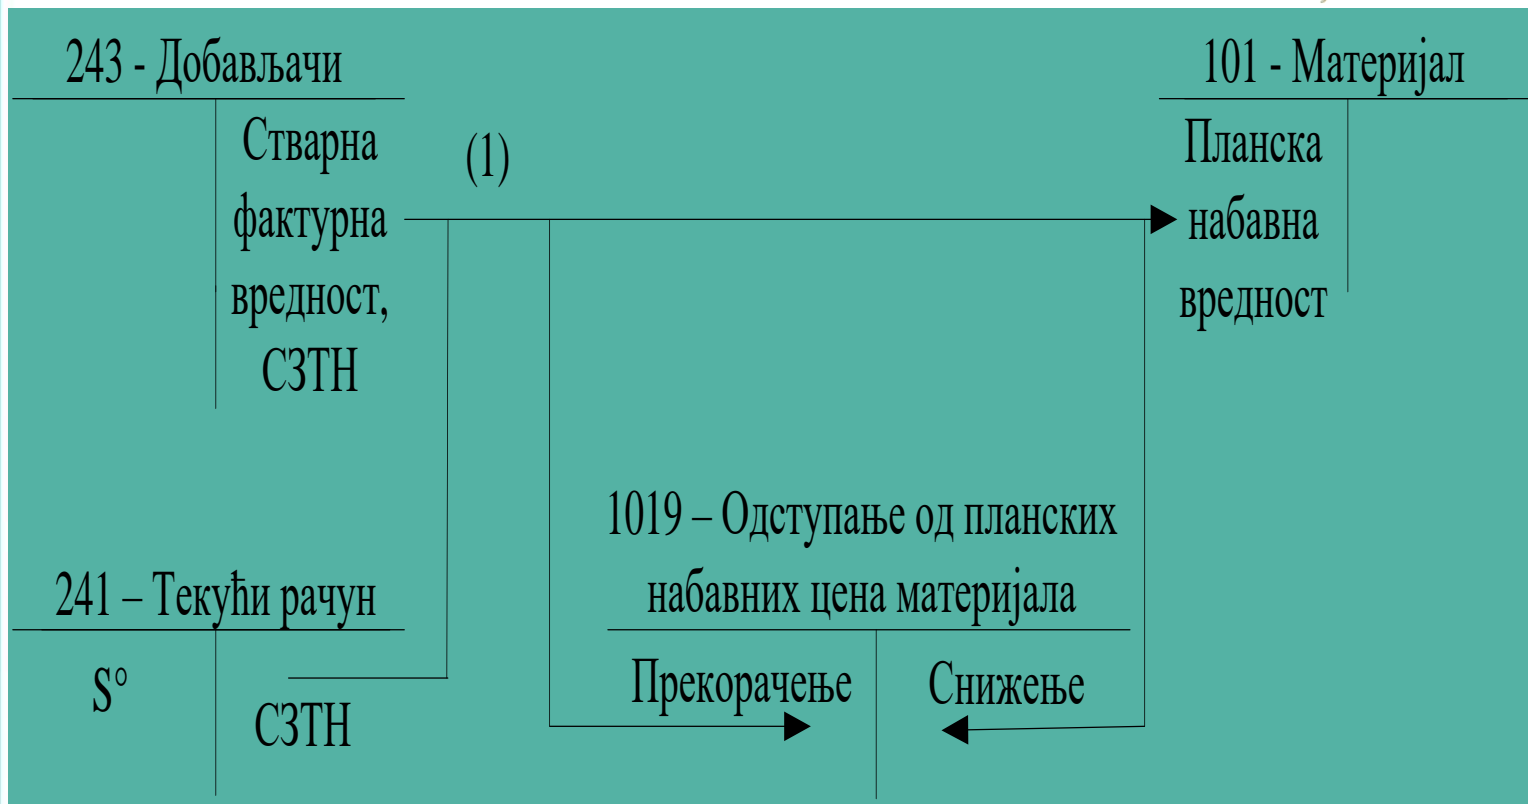 243 - Добављачи
101 - Материјал
Стварна
фактурна
вредност,
СЗТН
(1)
Планска
набавна
вредност
1019 – Одступање од планских
набавних цена материјала
241 – Текући рачун
S°
СЗТН
Прекорачење
Снижење